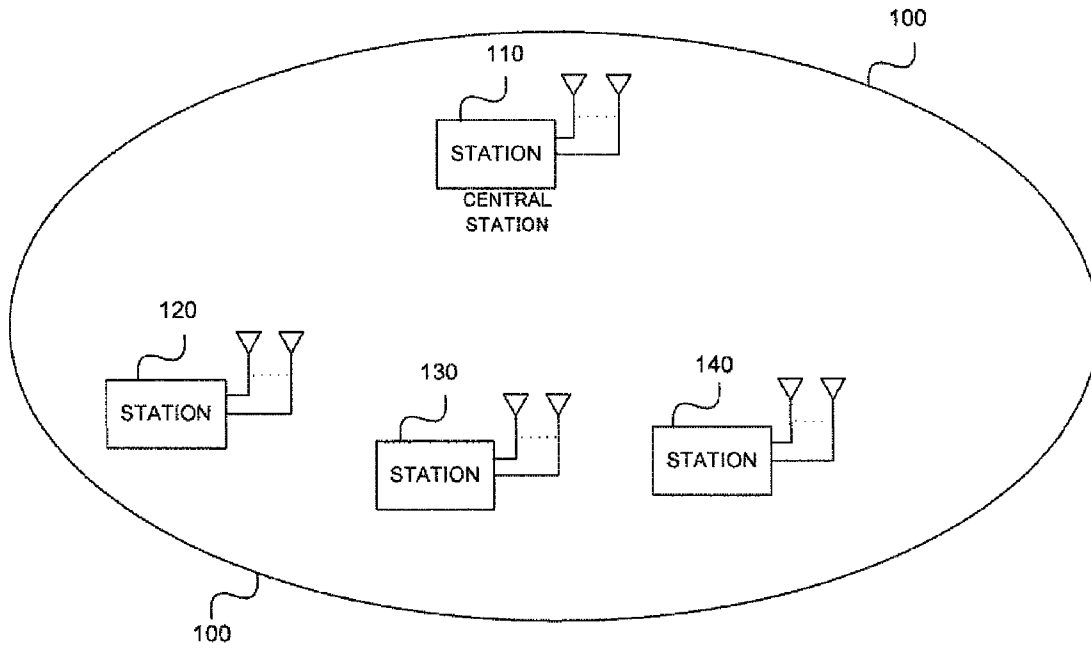 100
110
STATION
CENTRAL
STATION
120
STATION
130
STATION
140
STATION
100